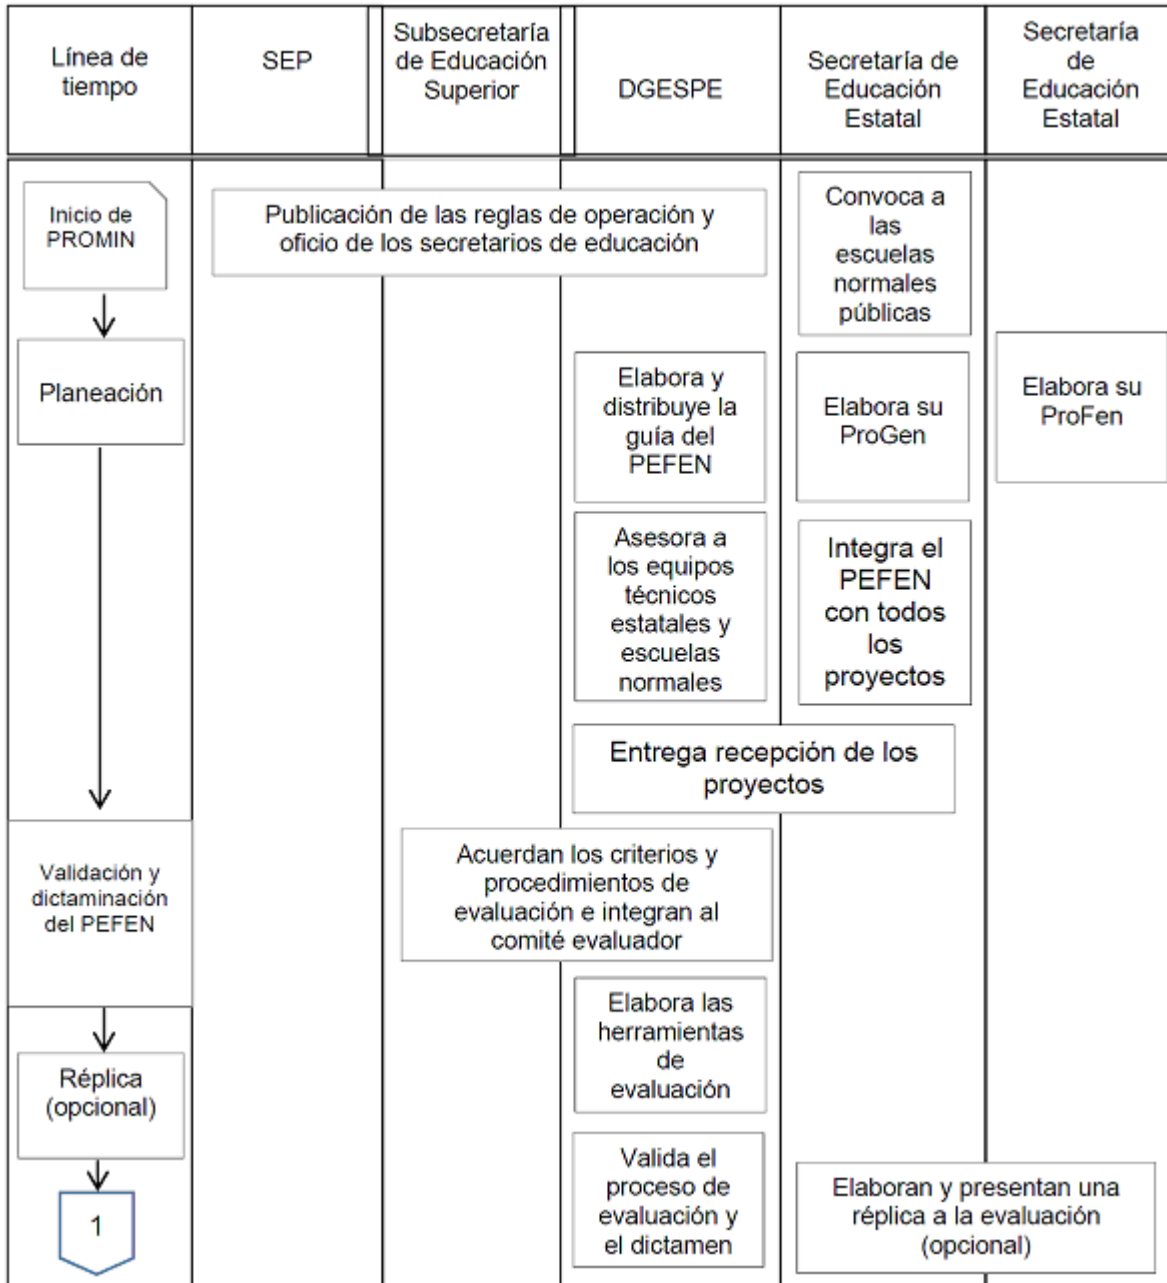 Línea de
tiempo
SEP
Subsecretaría
de Educación
Superior
DGESPE
Secretaría de
Educación
Estatal
Secretaría
de
Educación
Estatal
Inicio de
PROMIN
Publicación de las reglas de operación y
oficio de los secretarios de educación
Convoca a
las
escuelas
normales
públicas
Planeación
Elabora y
distribuye la
guía del
PEFEN
Elabora su
ProGen
Elabora su
ProFen
Asesora a
los equipos
técnicos
estatales y
escuelas
normales
Integra el
PEFEN
con todos
los
proyectos
Entrega recepción de los
proyectos
Validación y
dictaminación
del PEFEN
Acuerdan los criterios y
procedimientos de
evaluación e integran al
comité evaluador
Elabora las
herramientas
de
evaluación
Réplica
(opcional)
Valida el
proceso de
evaluación y
el dictamen
Elaboran y presentan una
réplica a la evaluación
(opcional)
1